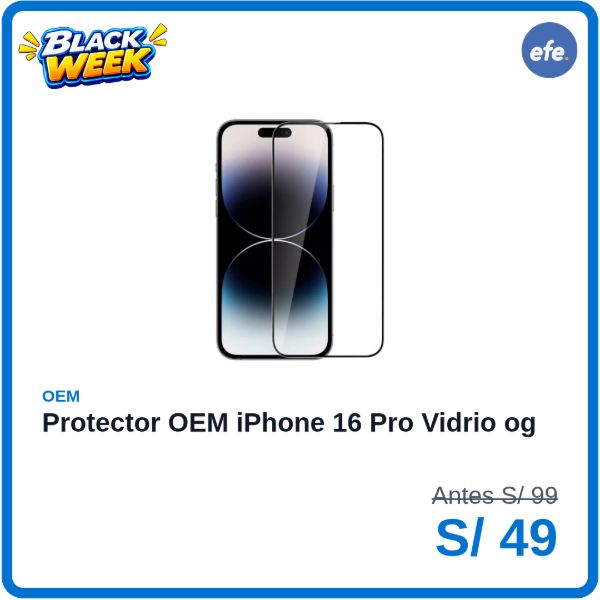 BLACK
WEEK
efe.
OEM
Protector OEM iPhone 16 Pro Vidrio og
Antes S/ 99
S/ 49